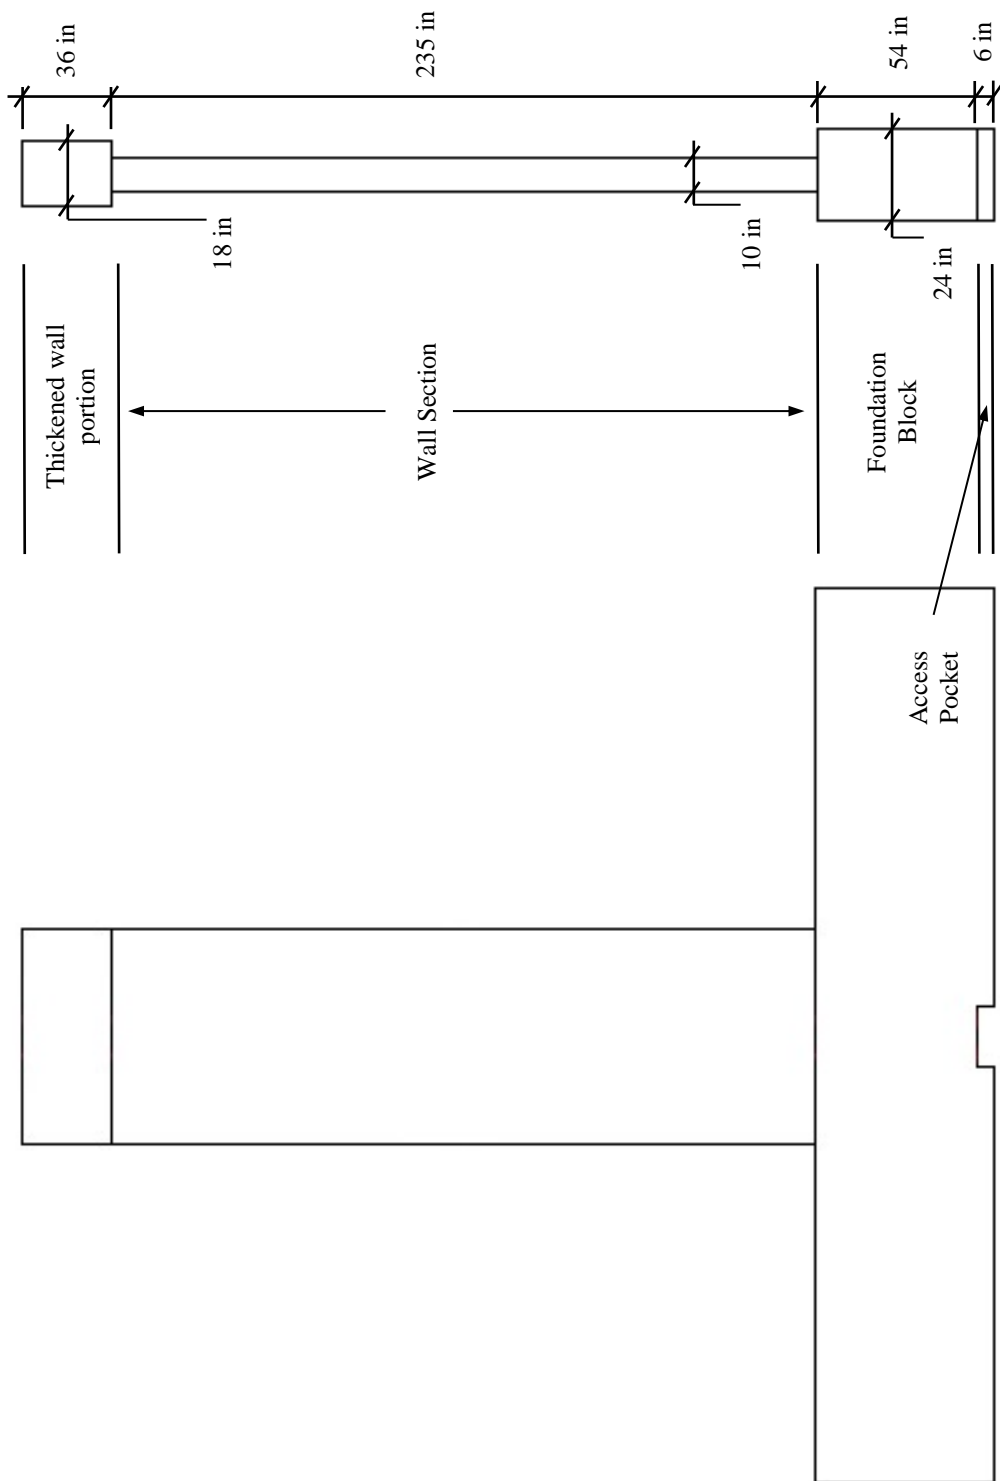 36 in
235 in
54 in
6 in
18 in
10 in
24 in
Thickened wall
portion
Wall Section
Foundation
Block
Access
Pocket